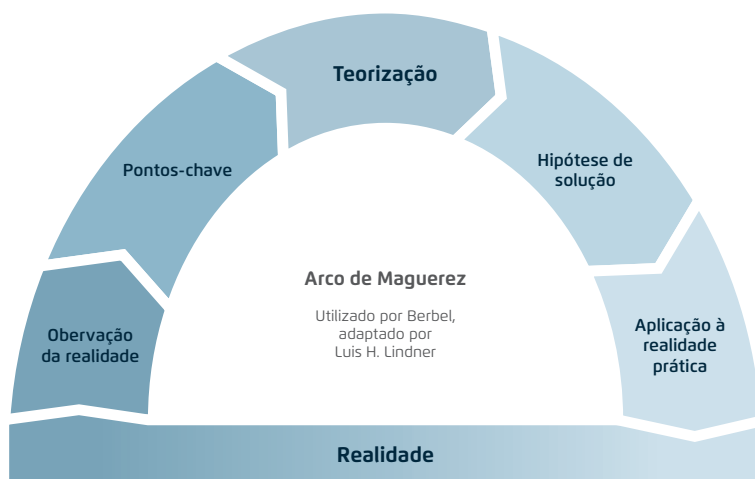 Teorização
Pontos-chave
Hipótese de
solução
Obervação
da realidade
Arco de Maguerez
Utilizado por Berbel,
adaptado por
Luis H. Lindner
Aplicação à
realidade
prática
Realidade